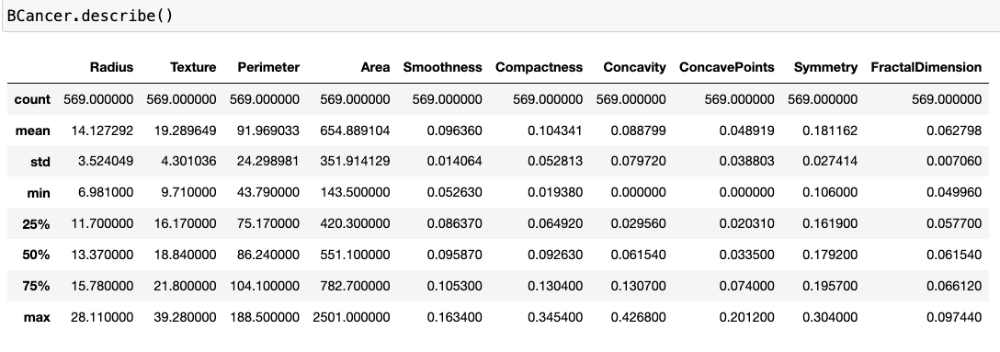 BCancer.describe()
Radius Texture Perimeter Area Smoothness Compactness Concavity ConcavePoints Symmetry FractalDimension
count 569.000000 569.000000 569.000000 569.000000 569.000000 569.000000 569.000000 569.000000 569.000000 569.000000
mean 14.127292 19.289649 91.969033 654.889104 0.096360 0.104341 0.088799 0.048919 0.181162 0.062798
std 3.524049 4.301036 24.298981 351.914129 0.014064 0.052813 0.079720 0.038803 0.027414 0.007060
min 6.981000 9.710000 43.790000 143.500000 0.052630 0.019380 0.000000 0.000000 0.106000 0.049960
25% 11.700000 16.170000 75.170000 420.300000 0.086370 0.064920 0.029560 0.020310 0.161900 0.057700
50% 13.370000 18.840000 86.240000 551.100000 0.095870 0.092630 0.061540 0.033500 0.179200 0.061540
75% 15.780000 21.800000 104.100000 782.700000 0.105300 0.130400 0.130700 0.074000 0.195700 0.066120
max 28.110000 39.280000 188.500000 2501.000000 0.163400 0.345400 0.426800 0.201200 0.304000 0.097440